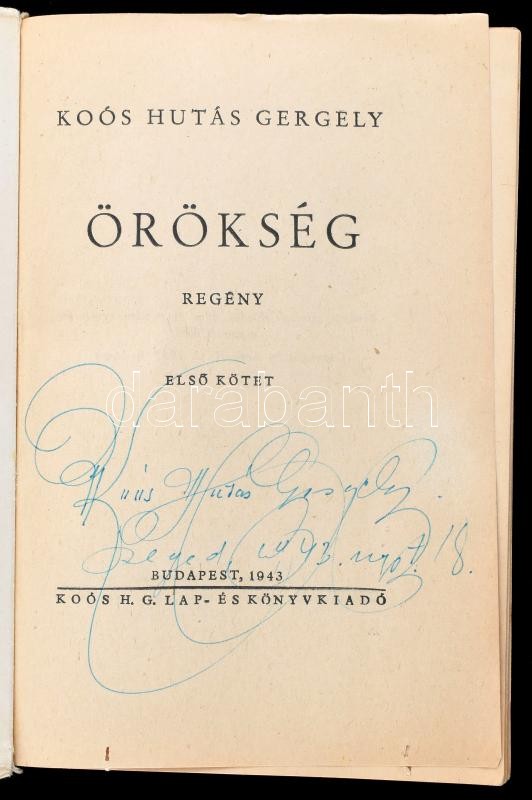 KOÓS HUTÁS GERGELY
ÖRÖKSÉG
REGÉNY
ELSŐ KÖTET
darabanth
Koós Hutás Gergely.
Szeged, 1943. 18.
BUDAPEST, 1943
KOÓS H. G. LAP- ÉS KÖNYVKIADÓ